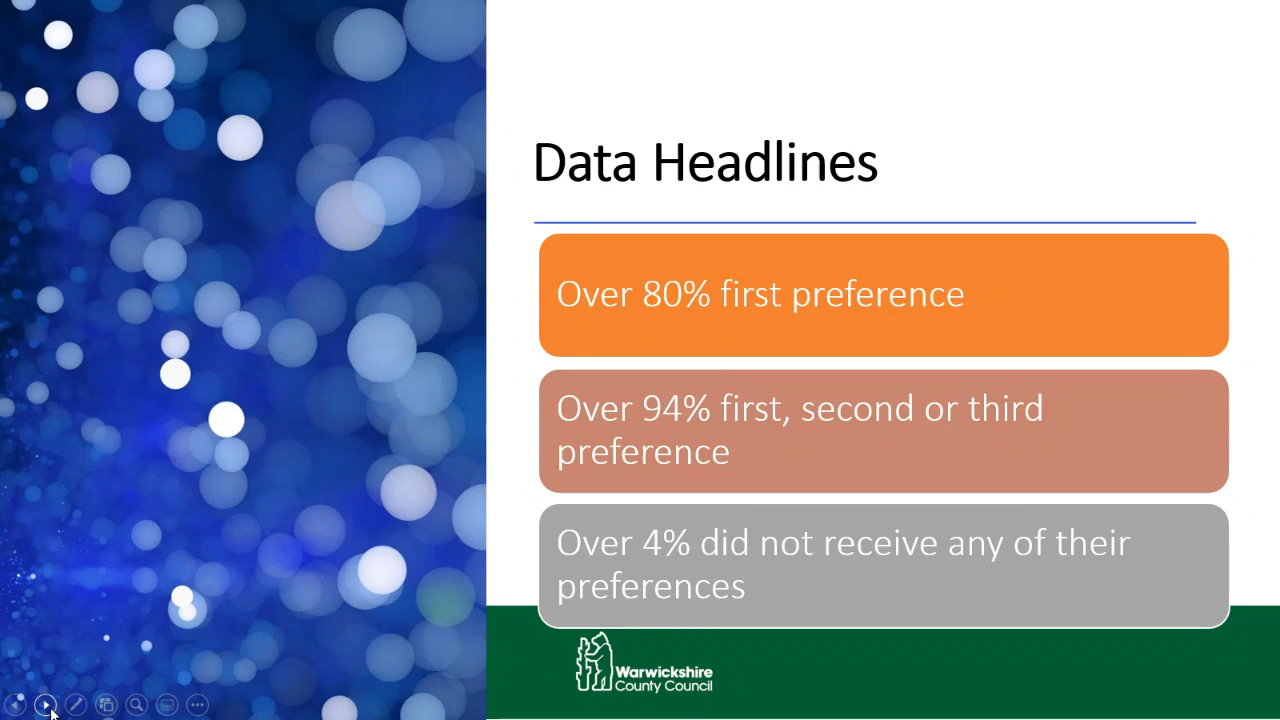 Data Headlines
Over 80% first preference
Over 94% first, second or third
preference
Over 4% did not receive any of their
preferences
Warwickshire
County Council